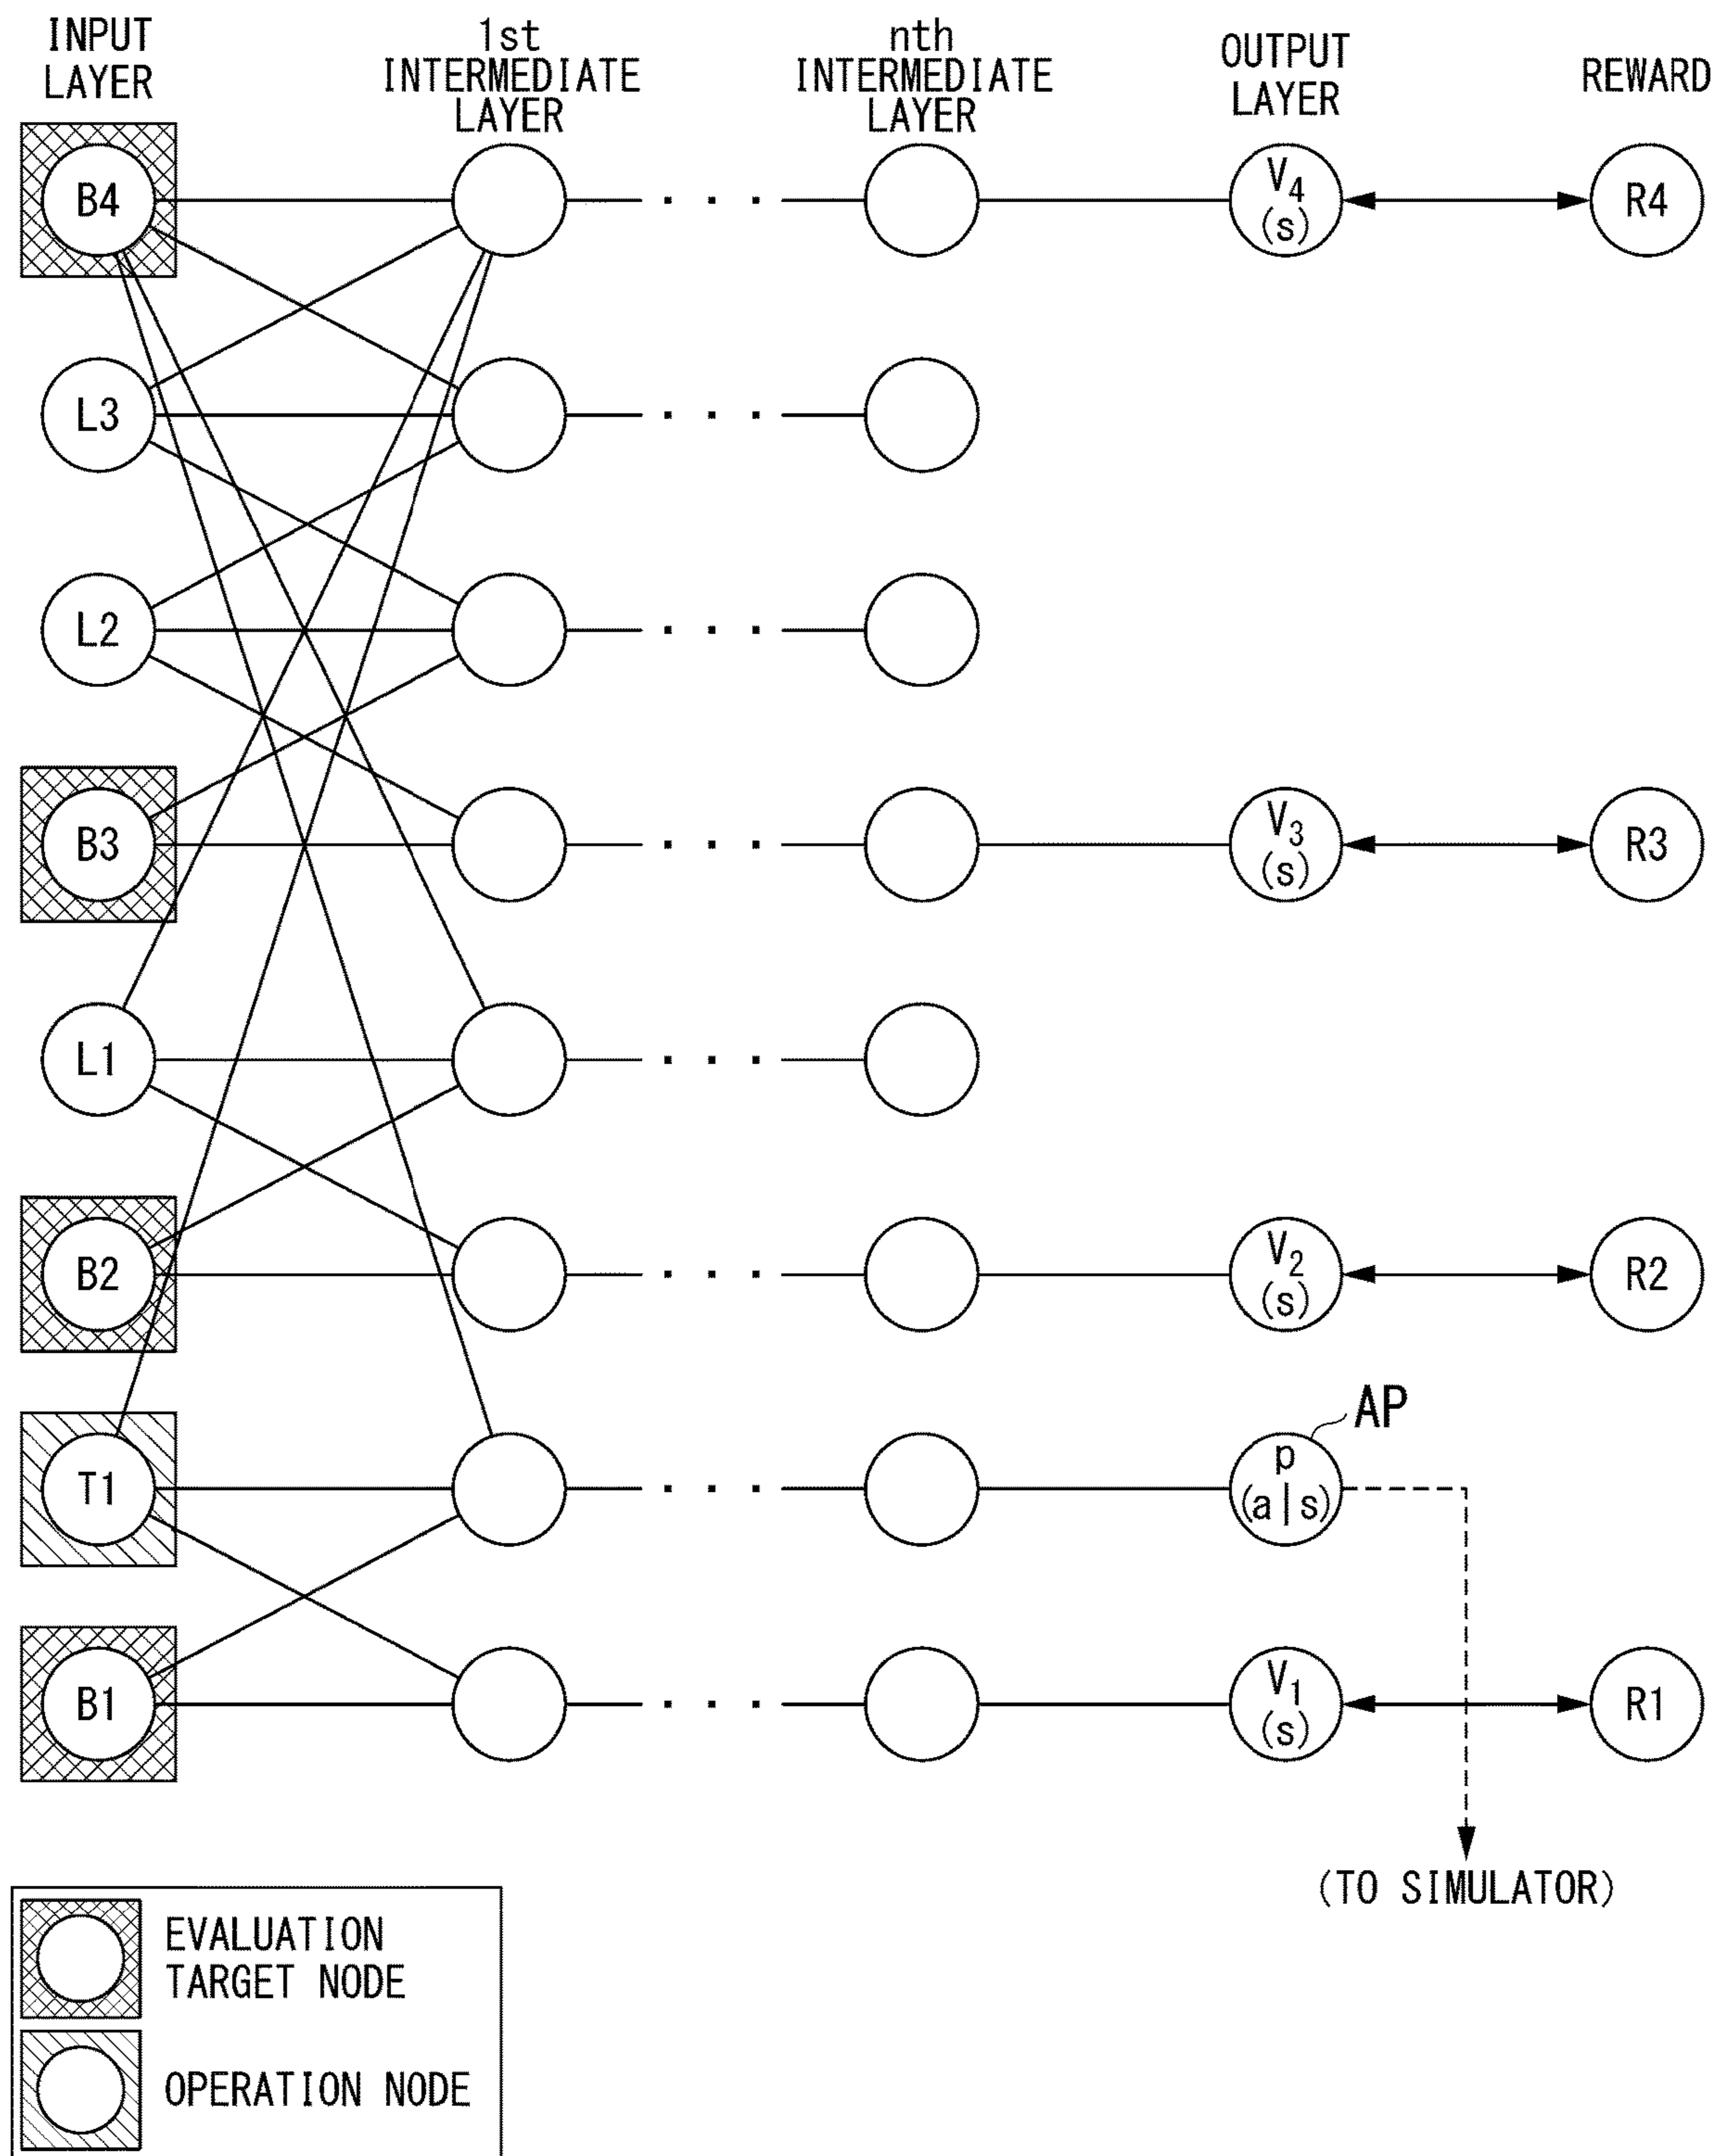 INPUT
LAYER
1st
INTERMEDIATE
LAYER
nth
INTERMEDIATE
LAYER
OUTPUT
LAYER
REWARD
B4
V4
(s)
R4
L3
L2
B3
V3
(s)
R3
L1
B2
V2
(s)
R2
AP
T1
p
(a|s)
B1
V1
(s)
R1
(TO SIMULATOR)
EVALUATION
TARGET NODE
OPERATION NODE